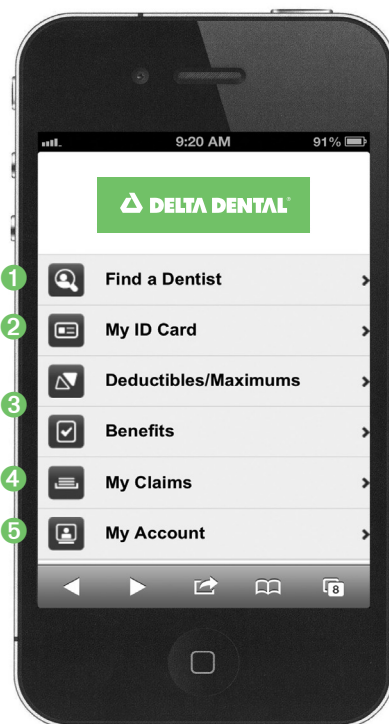 9:20 AM 91%
DELTA DENTAL®
1 Find a Dentist
2 My ID Card
Deductibles/Maximums
3
Benefits
4 My Claims
5 My Account
8